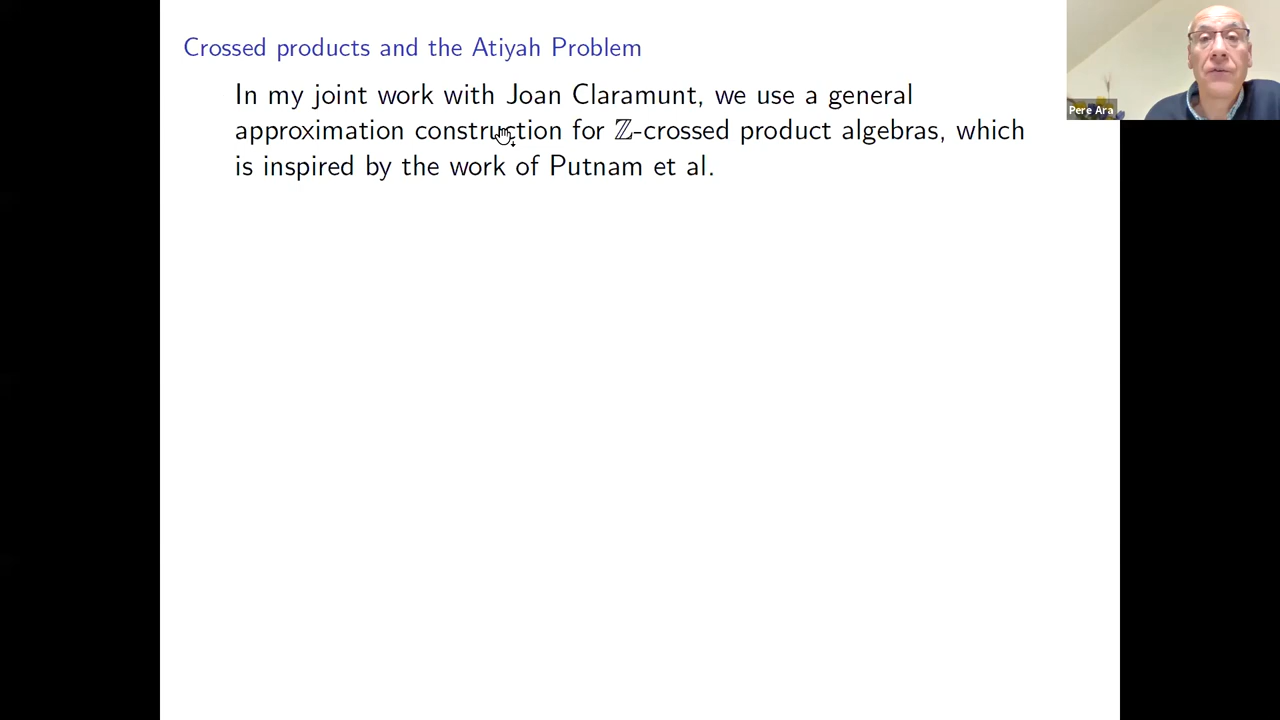 Crossed products and the Atiyah Problem
In my joint work with Joan Claramunt, we use a general
approximation construction for ℤ-crossed product algebras, which
is inspired by the work of Putnam et al.
Pere Ara